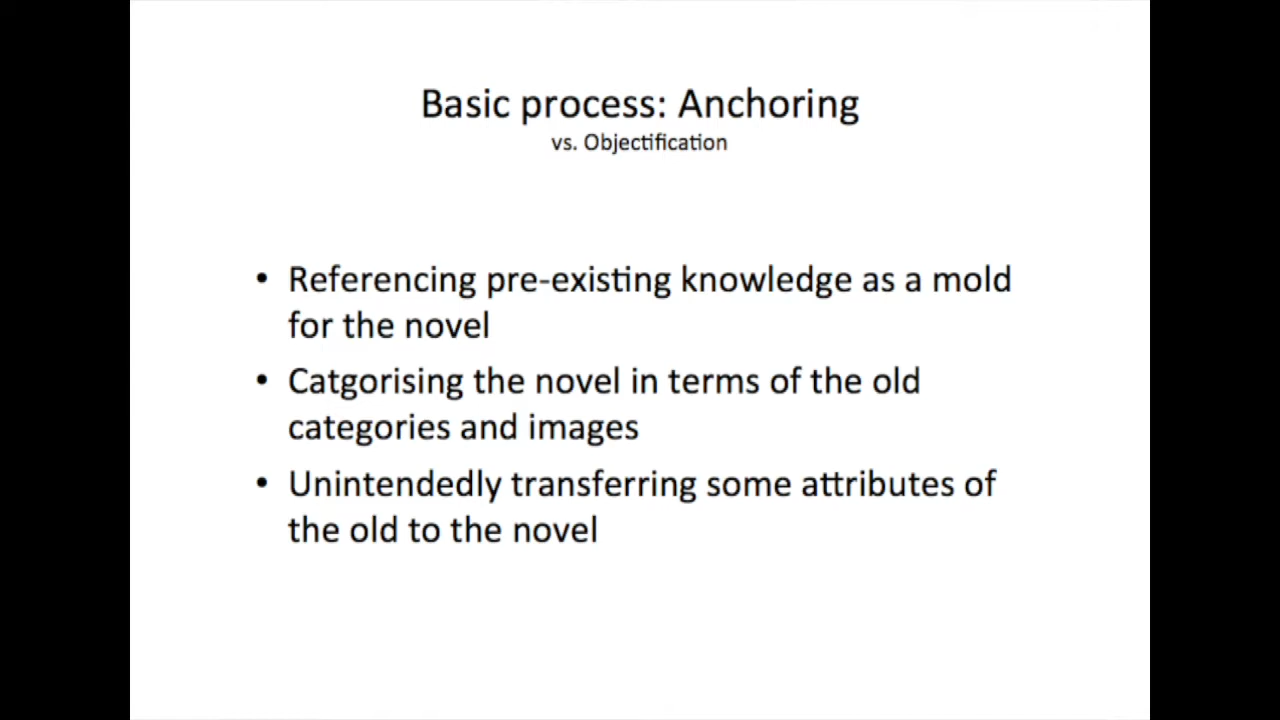 Basic process: Anchoring
vs. Objectification
• Referencing pre-existing knowledge as a mold
for the novel
• Catgorising the novel in terms of the old
categories and images
• Unintendedly transferring some attributes of
the old to the novel